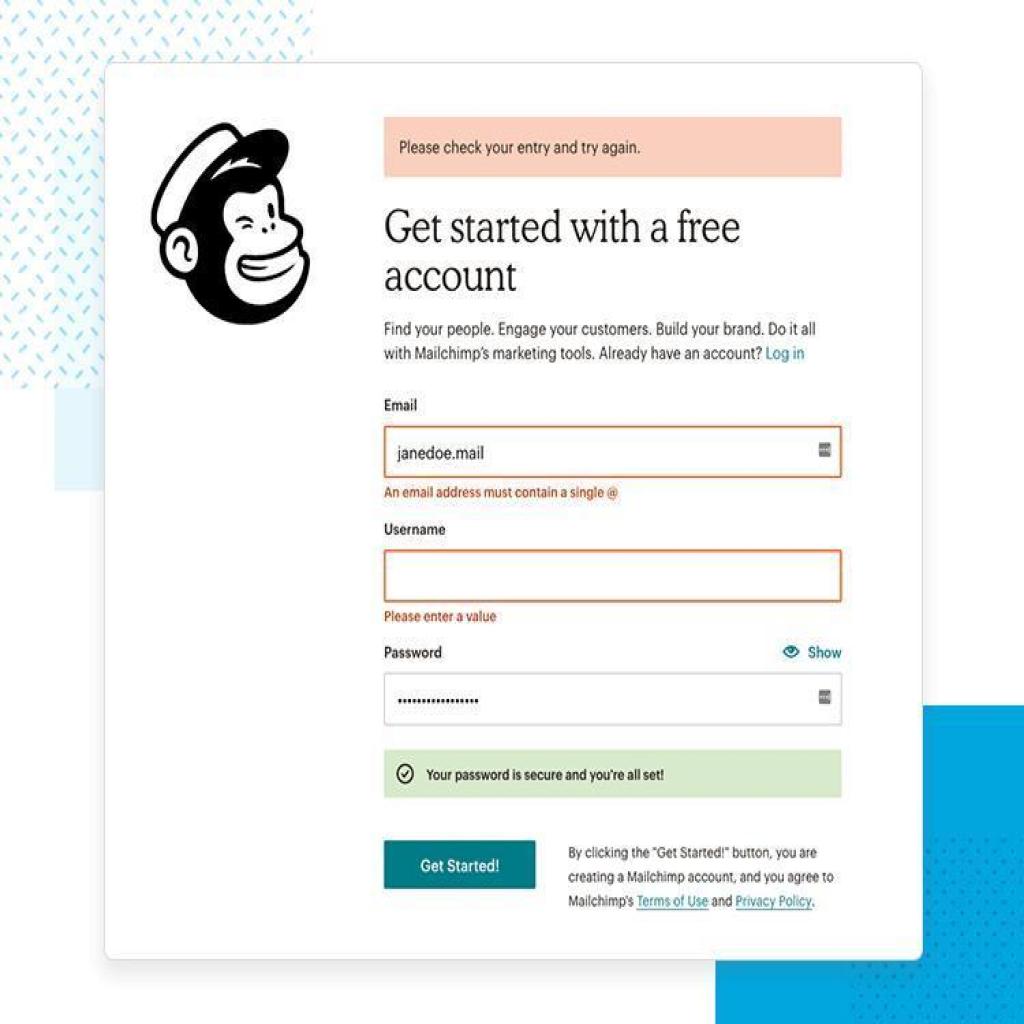 Please check your entry and try again.
Get started with a free
account
Find your people. Engage your customers. Build your brand. Do it all
with Mailchimp's marketing tools. Already have an account? Log in
Email
janedoe.mail
An email address must contain a single @
Username
Please enter a value
Password
Show
•••••••••••••••••
Your password is secure and you're all set!
Get Started!
By clicking the "Get Started!" button, you are
creating a Mailchimp account, and you agree to
Mailchimp's Terms of Use and Privacy Policy.